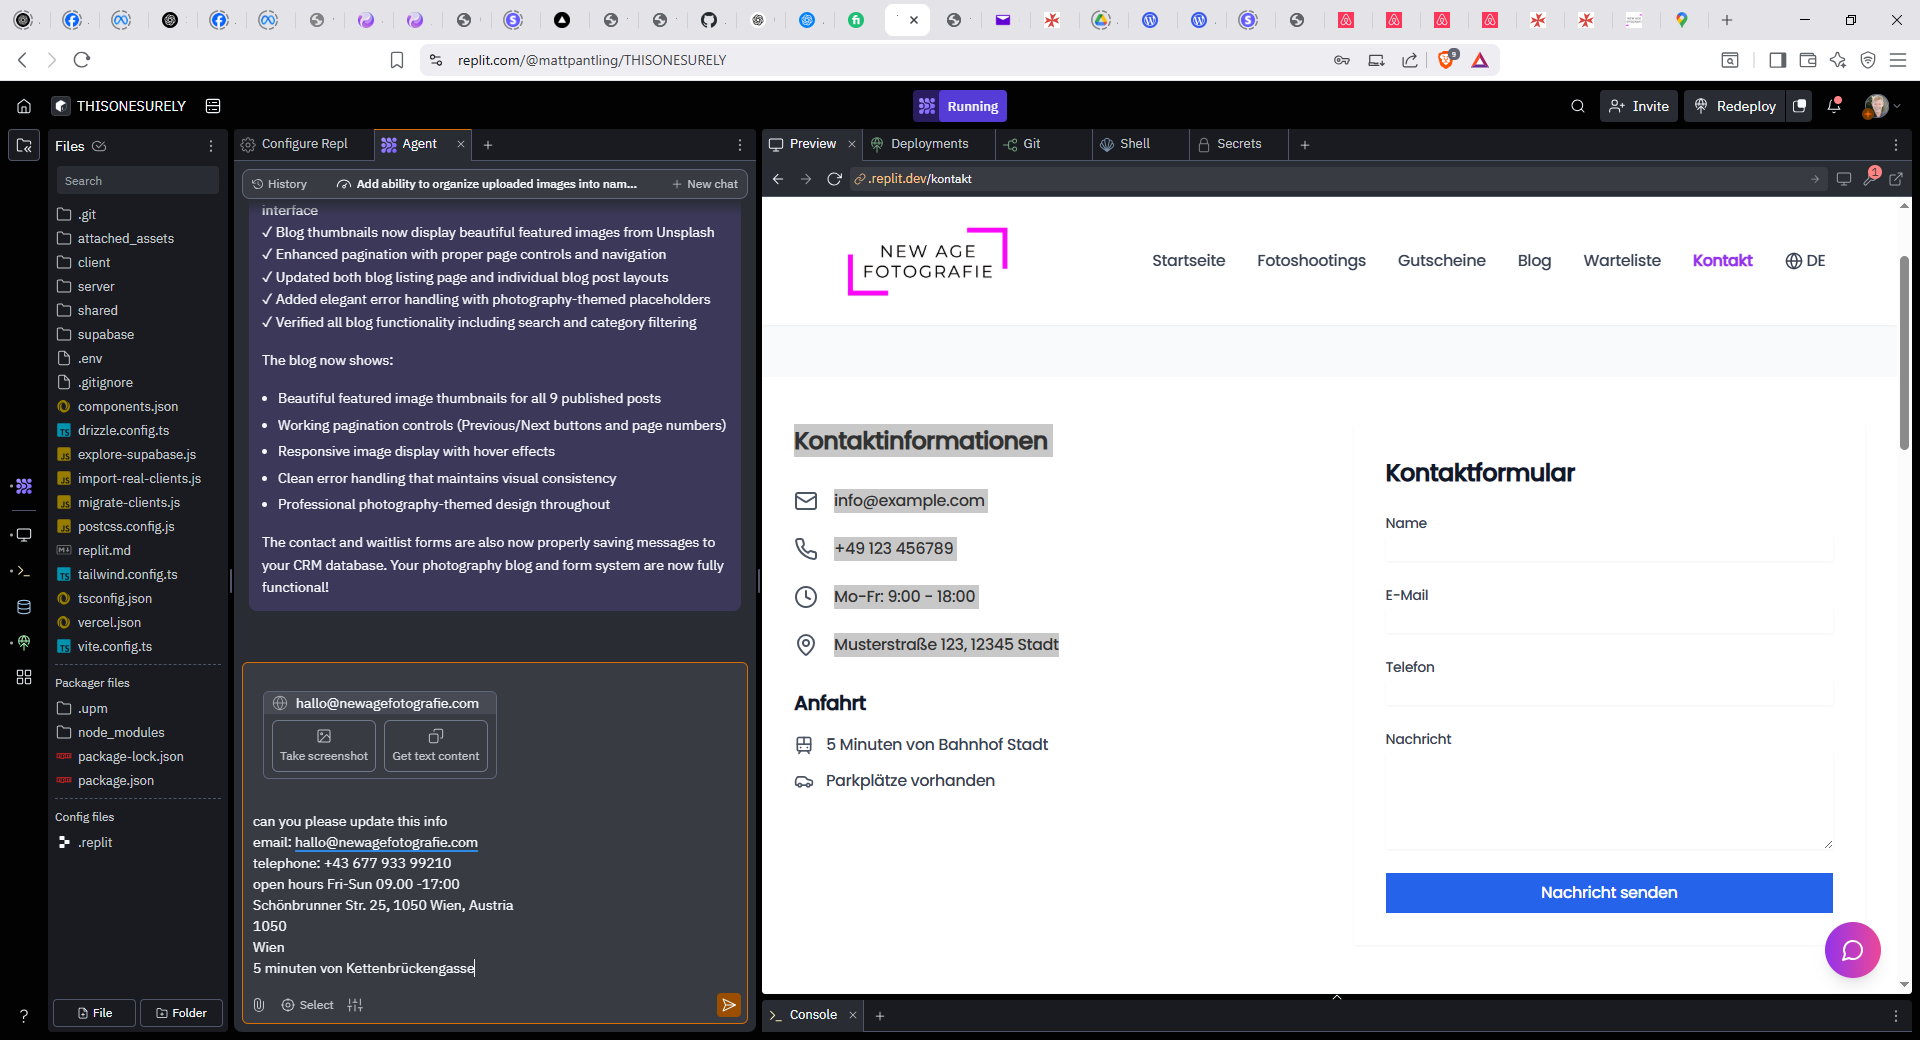 replit.com/@mattpantling/THISONESURELY
9
THISONESURELY
Running
Invite
Redeploy
Files
Search
.git
attached_assets
client
server
shared
supabase
.env
.gitignore
components.json
drizzle.config.ts
explore-supabase.js
import-real-clients.js
migrate-clients.js
postcss.config.js
replit.md
tailwind.config.ts
tsconfig.json
vercel.json
vite.config.ts
Packager files
.upm
node_modules
package-lock.json
package.json
Config files
.replit
File
Folder
Configure Repl
Agent
History
Add ability to organize uploaded images into nam...
New chat
interface
✓ Blog thumbnails now display beautiful featured images from Unsplash
✓ Enhanced pagination with proper page controls and navigation
✓ Updated both blog listing page and individual blog post layouts
✓ Added elegant error handling with photography-themed placeholders
✓ Verified all blog functionality including search and category filtering
The blog now shows:
• Beautiful featured image thumbnails for all 9 published posts
• Working pagination controls (Previous/Next buttons and page numbers)
• Responsive image display with hover effects
• Clean error handling that maintains visual consistency
• Professional photography-themed design throughout
The contact and waitlist forms are also now properly saving messages to
your CRM database. Your photography blog and form system are now fully
functional!
hallo@newagefotografie.com
Take screenshot
Get text content
can you please update this info
email: hallo@newagefotografie.com
telephone: +43 677 933 99210
open hours Fri-Sun 09.00 -17:00
Schönbrunner Str. 25, 1050 Wien, Austria
1050
Wien
5 minuten von Kettenbrückengasse
Select
Preview
Deployments
Git
Shell
Secrets
.replit.dev/kontakt
1
NEW AGE
FOTOGRAFIE
Startseite
Fotoshootings
Gutscheine
Blog
Warteliste
Kontakt
DE
Kontaktinformationen
info@example.com
+49 123 456789
Mo-Fr: 9:00 - 18:00
Musterstraße 123, 12345 Stadt
Anfahrt
5 Minuten von Bahnhof Stadt
Parkplätze vorhanden
Kontaktformular
Name
E-Mail
Telefon
Nachricht
Nachricht senden
Console